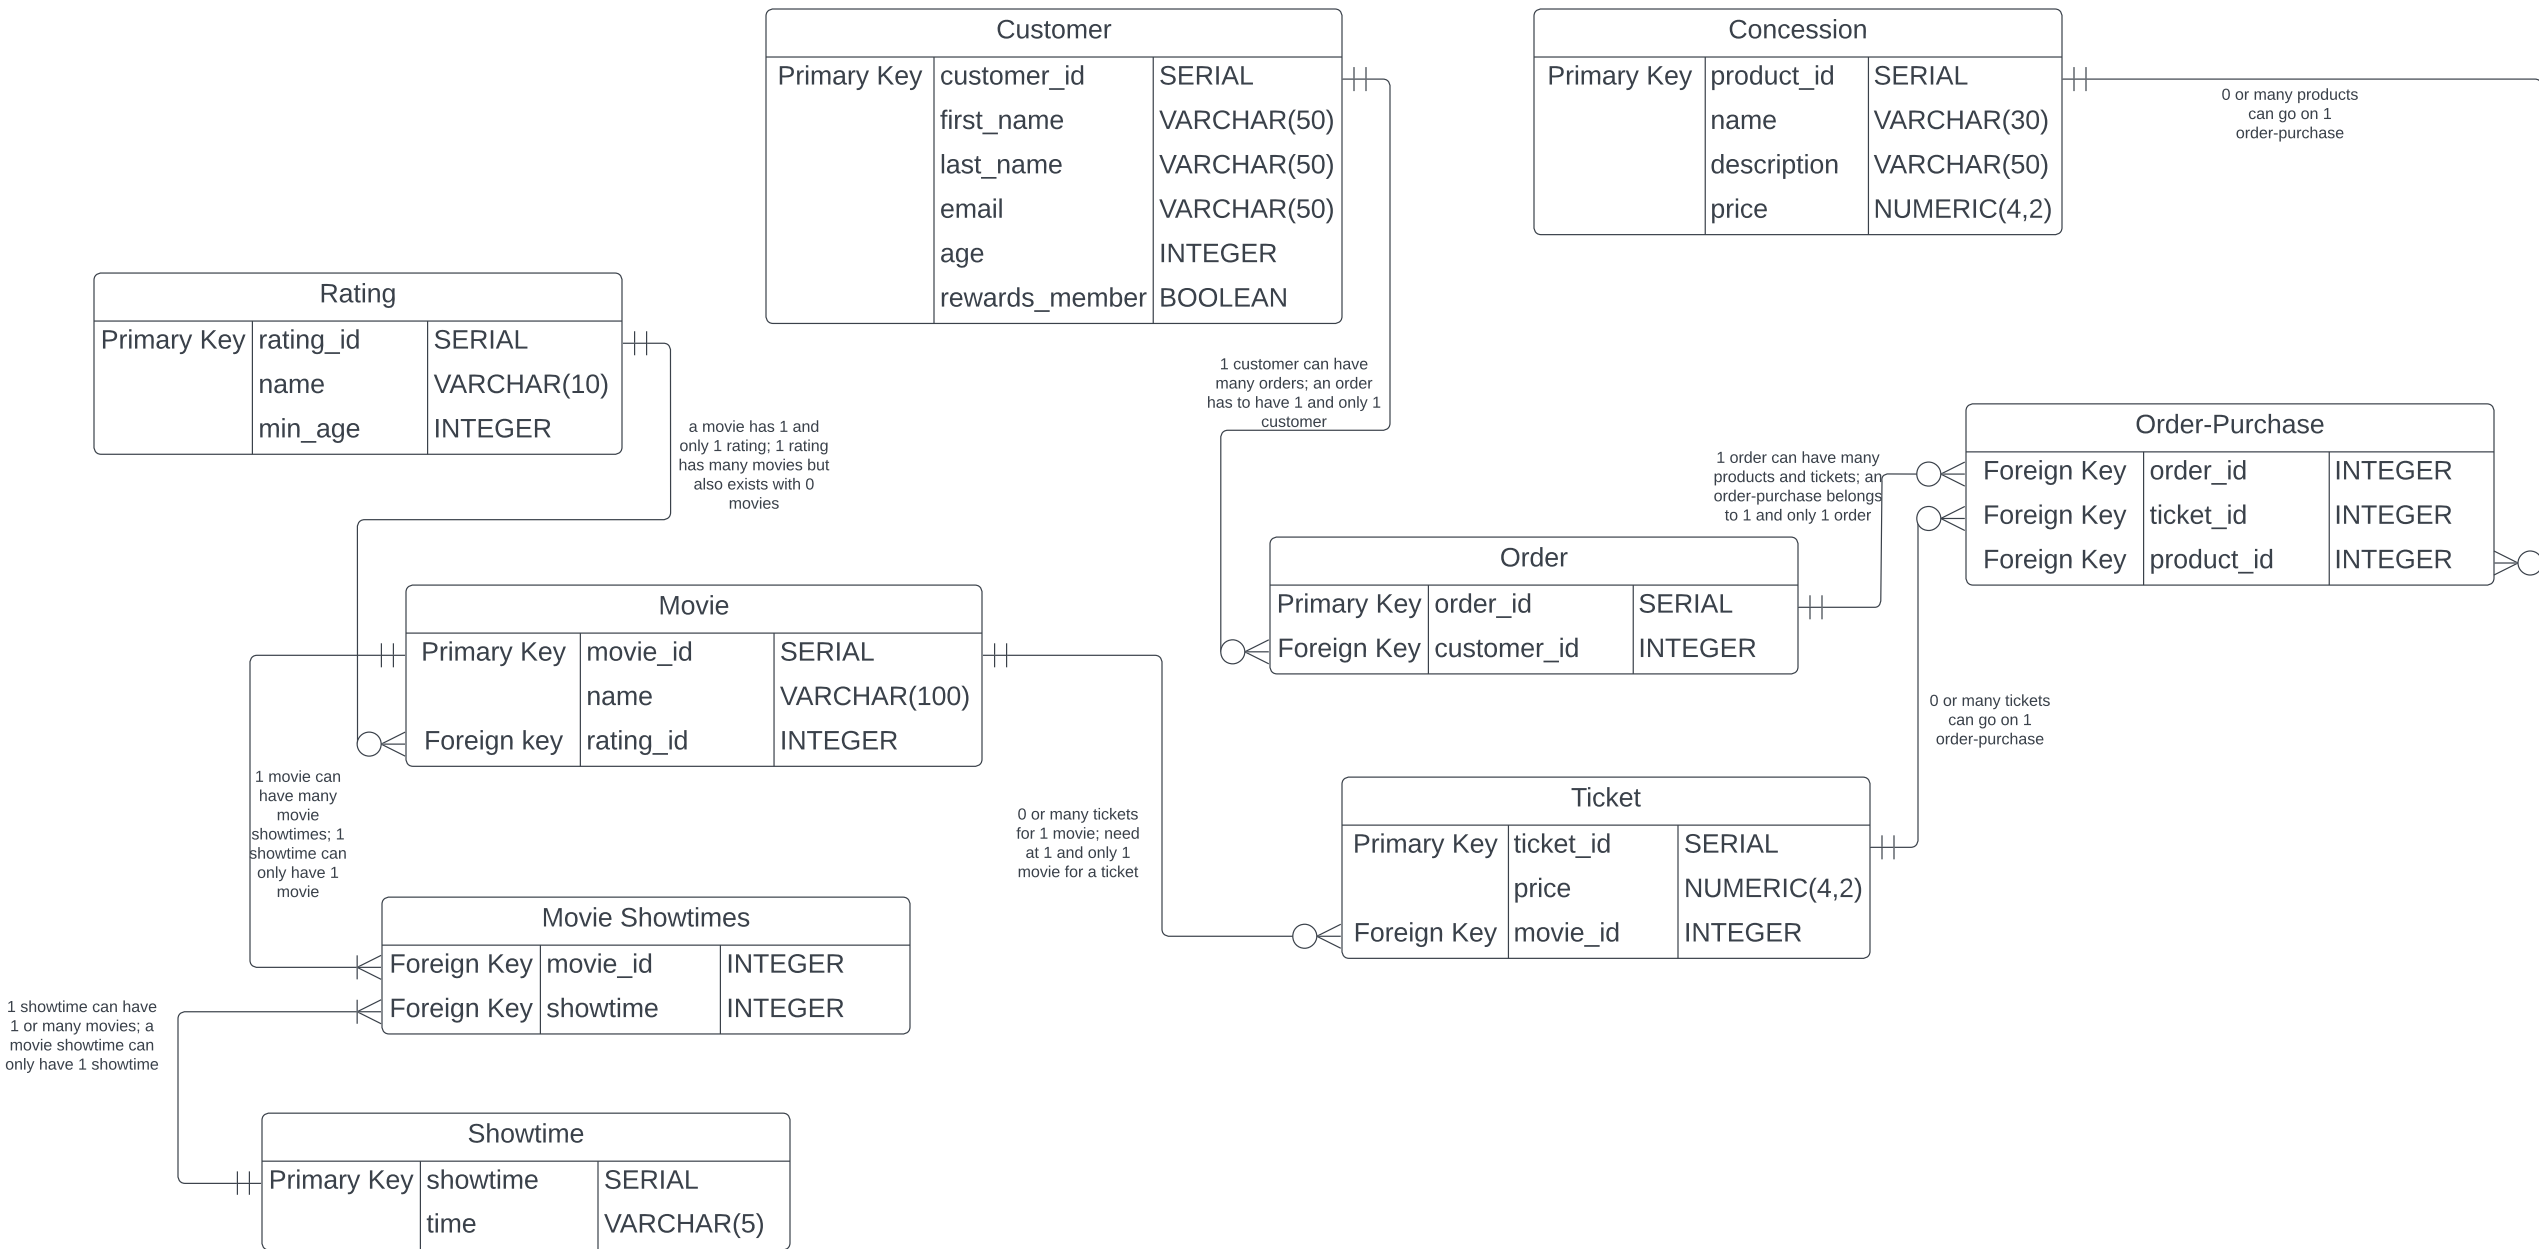 Customer
Primary Key customer_id SERIAL
first_name VARCHAR(50)
last_name VARCHAR(50)
email VARCHAR(50)
age INTEGER
rewards_member BOOLEAN
Concession
Primary Key product_id SERIAL
name VARCHAR(30)
description VARCHAR(50)
price NUMERIC(4,2)
0 or many products
can go on 1
order-purchase
Rating
Primary Key rating_id SERIAL
name VARCHAR(10)
min_age INTEGER
a movie has 1 and
only 1 rating; 1 rating
has many movies but
also exists with 0
movies
1 customer can have
many orders; an order
has to have 1 and only 1
customer
1 order can have many
products and tickets; an
order-purchase belongs
to 1 and only 1 order
Order-Purchase
Foreign Key order_id INTEGER
Foreign Key ticket_id INTEGER
Foreign Key product_id INTEGER
Order
Primary Key order_id SERIAL
Foreign Key customer_id INTEGER
Movie
Primary Key movie_id SERIAL
name VARCHAR(100)
Foreign key rating_id INTEGER
0 or many tickets
can go on 1
order-purchase
1 movie can
have many
movie
showtimes; 1
showtime can
only have 1
movie
0 or many tickets
for 1 movie; need
at 1 and only 1
movie for a ticket
Ticket
Primary Key ticket_id SERIAL
price NUMERIC(4,2)
Foreign Key movie_id INTEGER
Movie Showtimes
Foreign Key movie_id INTEGER
Foreign Key showtime INTEGER
1 showtime can have
1 or many movies; a
movie showtime can
only have 1 showtime
Showtime
Primary Key showtime SERIAL
time VARCHAR(5)